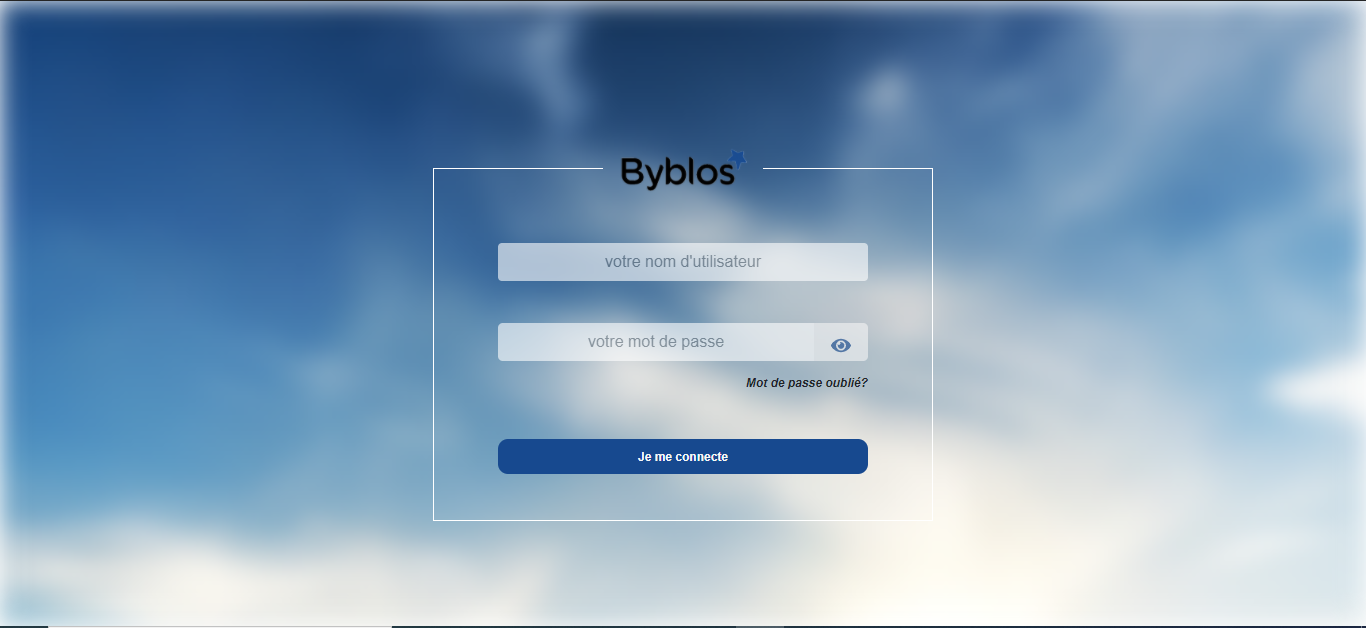 Byblos
votre nom d'utilisateur
votre mot de passe
Mot de passe oublié?
Je me connecte